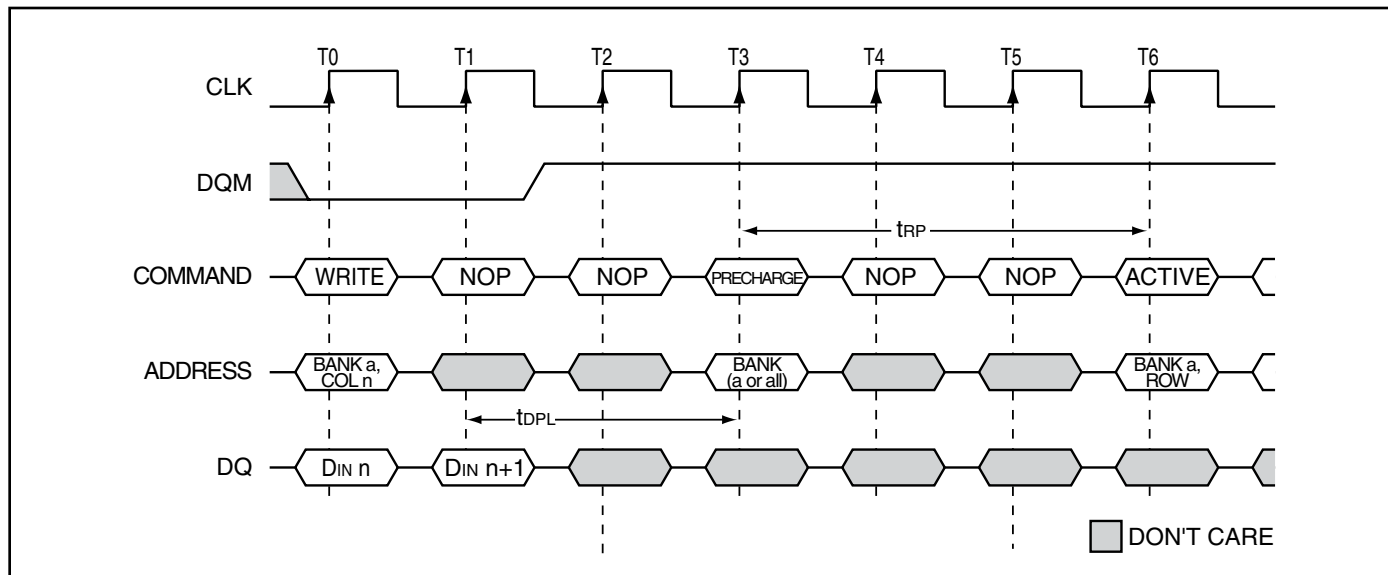 T0 T1 T2 T3 T4 T5 T6
CLK
DQM
tRP
COMMAND WRITE NOP NOP PRECHARGE NOP NOP ACTIVE
ADDRESS BANK a, COL n BANK (a or all) BANK a, ROW
tDPL
DQ DIN n DIN n+1
DON'T CARE